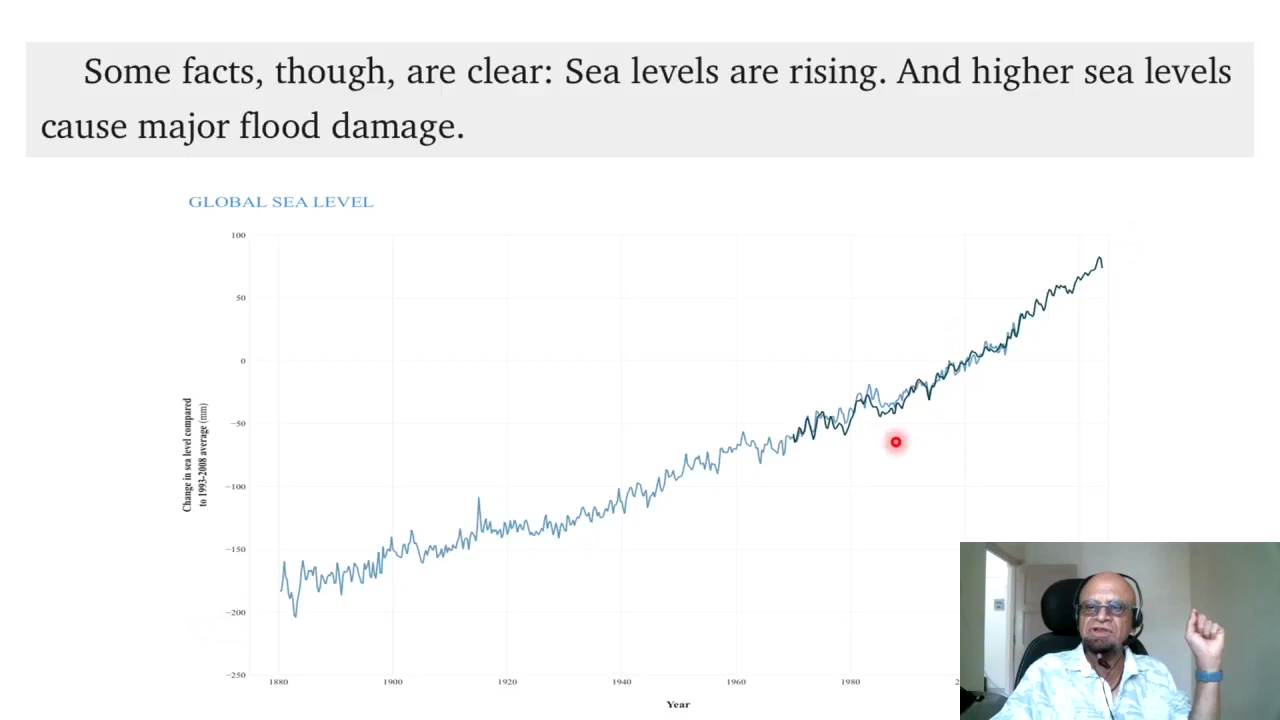 Some facts, though, are clear: Sea levels are rising. And higher sea levels
cause major flood damage.
GLOBAL SEA LEVEL
100
50
0
−50
−100
−150
−200
−250
Change in sea level compared
to 1993-2008 average (mm)
1880
1900
1920
1940
1960
1980
Year